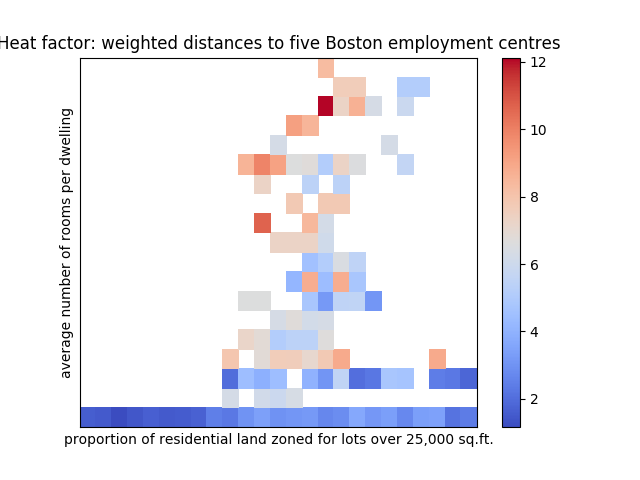 Heat factor: weighted distances to five Boston employment centres
average number of rooms per dwelling
proportion of residential land zoned for lots over 25,000 sq.ft.
12
10
8
6
4
2